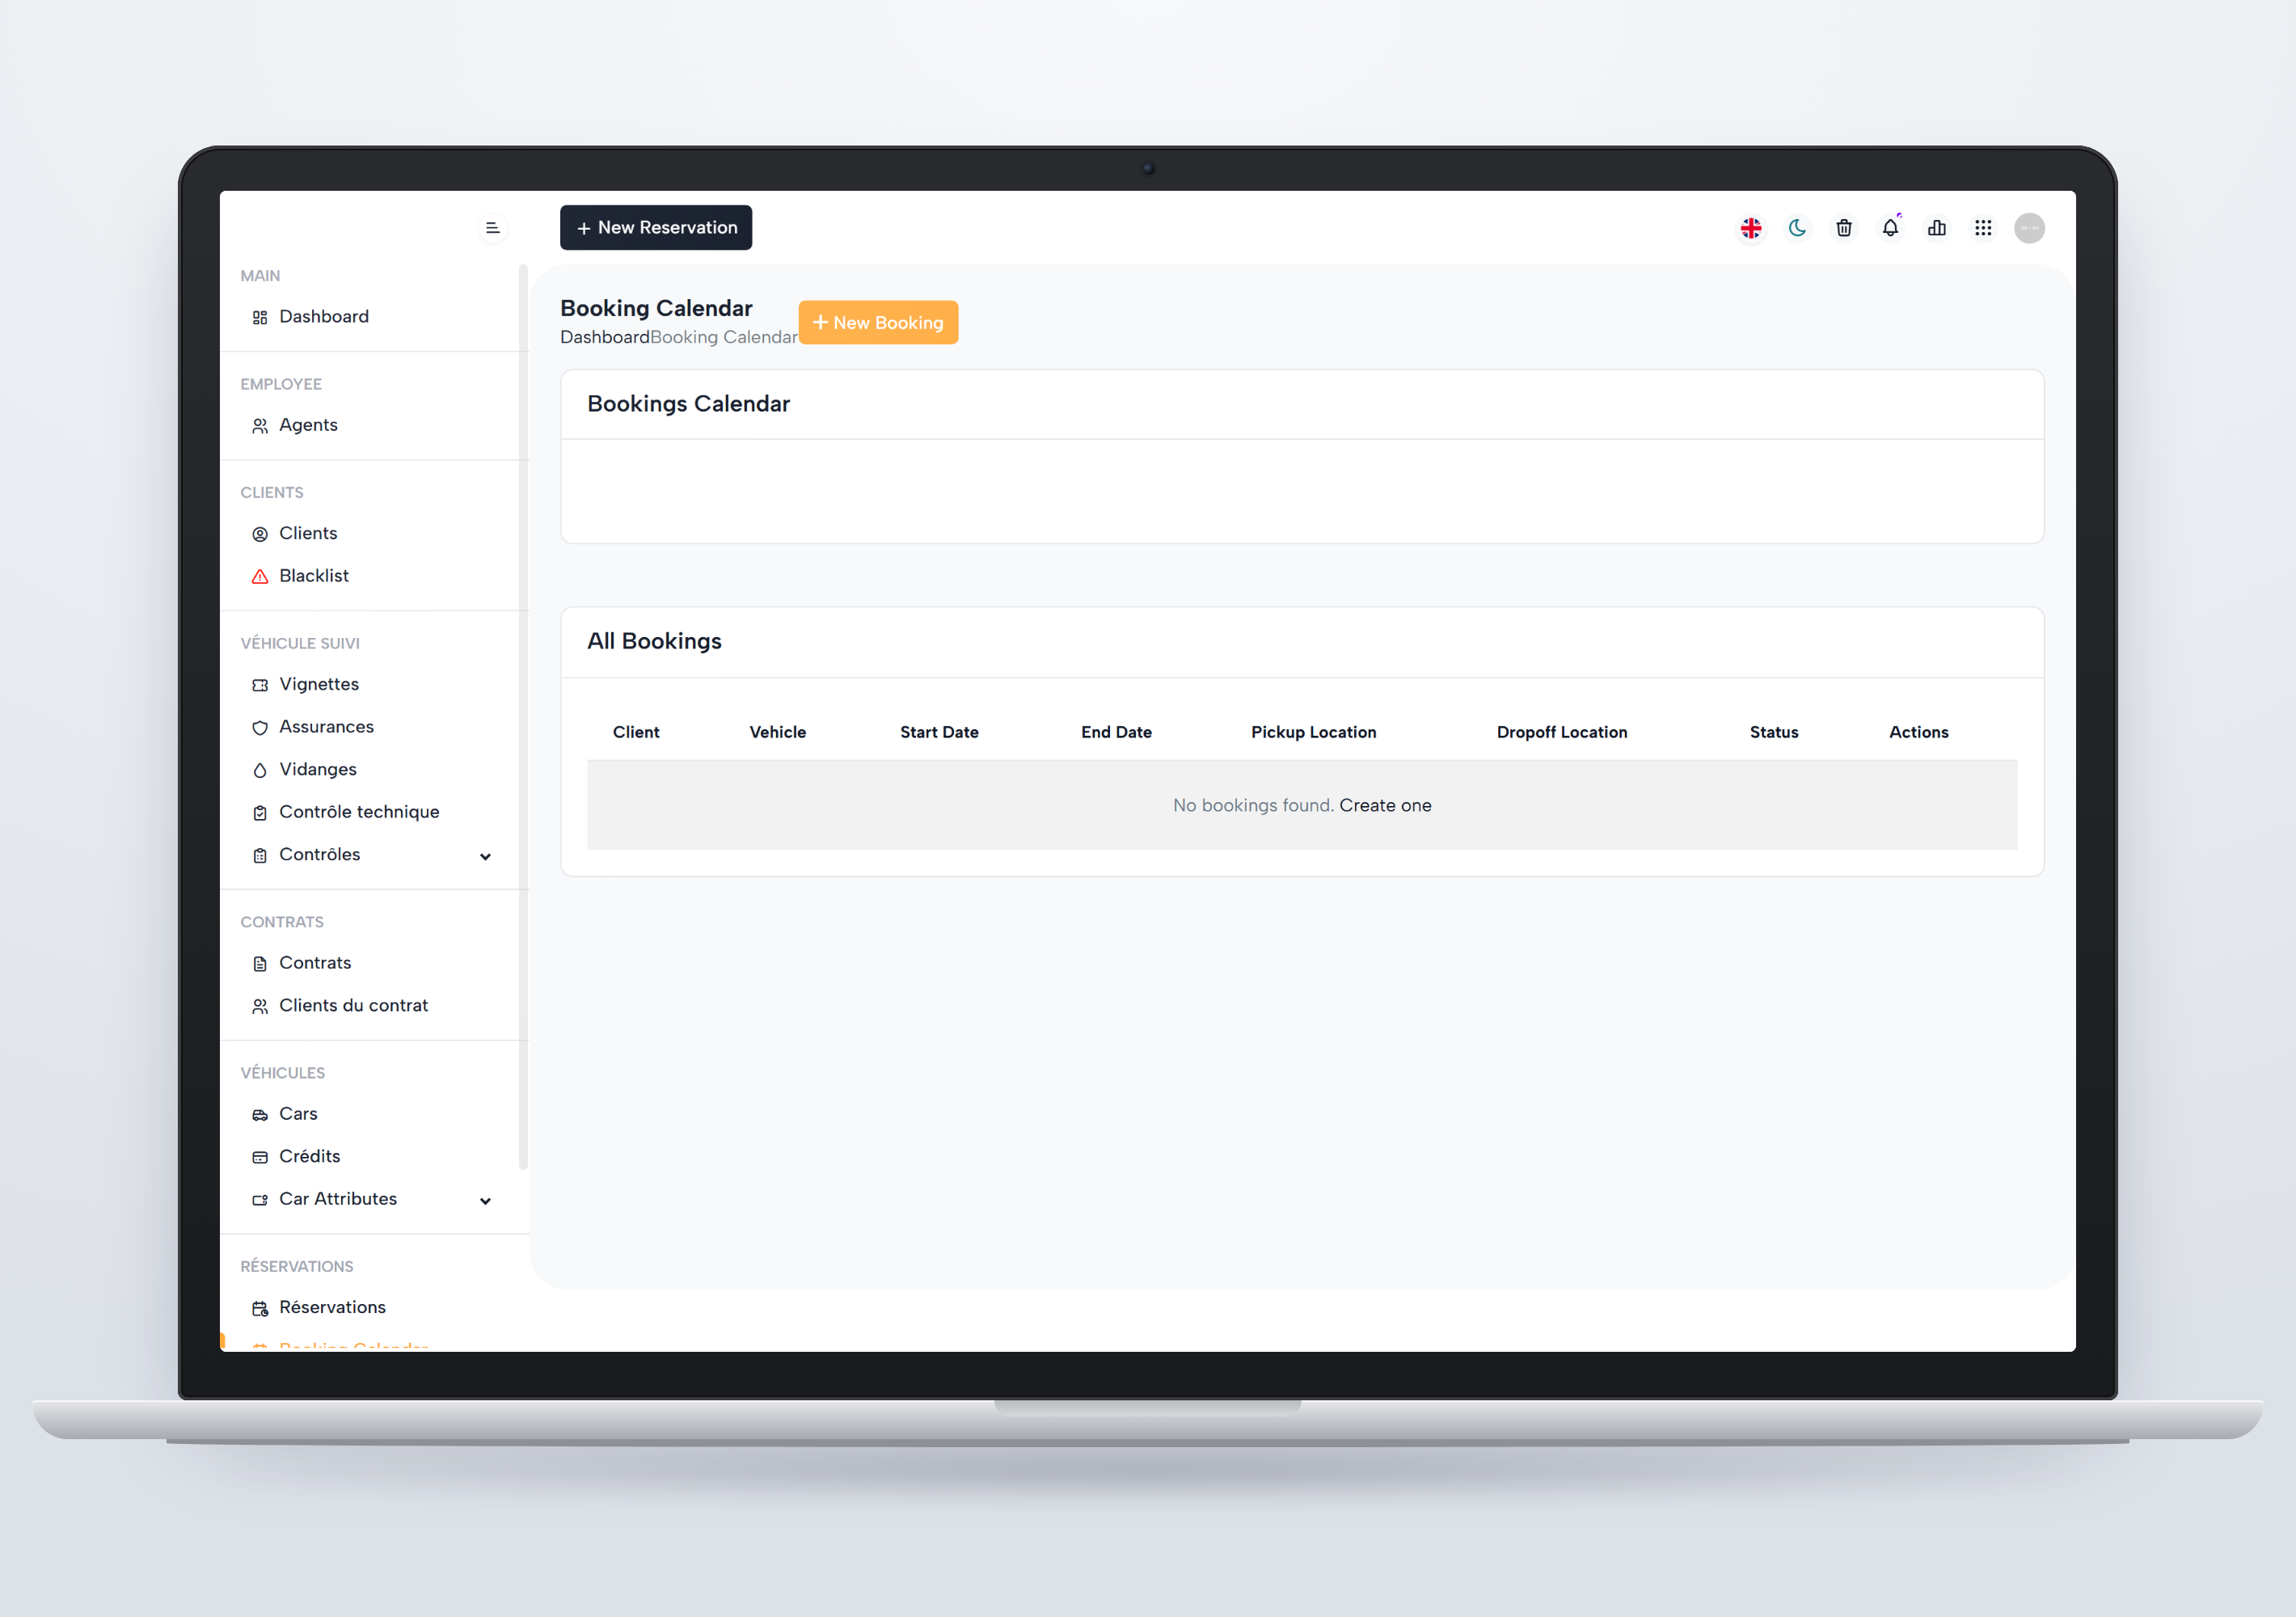 New Reservation
MAIN
Dashboard
EMPLOYEE
Agents
CLIENTS
Clients
Blacklist
VÉHICULE SUIVI
Vignettes
Assurances
Vidanges
Contrôle technique
Contrôles
CONTRATS
Contrats
Clients du contrat
VÉHICULES
Cars
Crédits
Car Attributes
RÉSERVATIONS
Réservations
Booking Calendar
Booking Calendar
DashboardBooking Calendar
New Booking
Bookings Calendar
All Bookings
Client Vehicle Start Date End Date Pickup Location Dropoff Location Status Actions
No bookings found. Create one